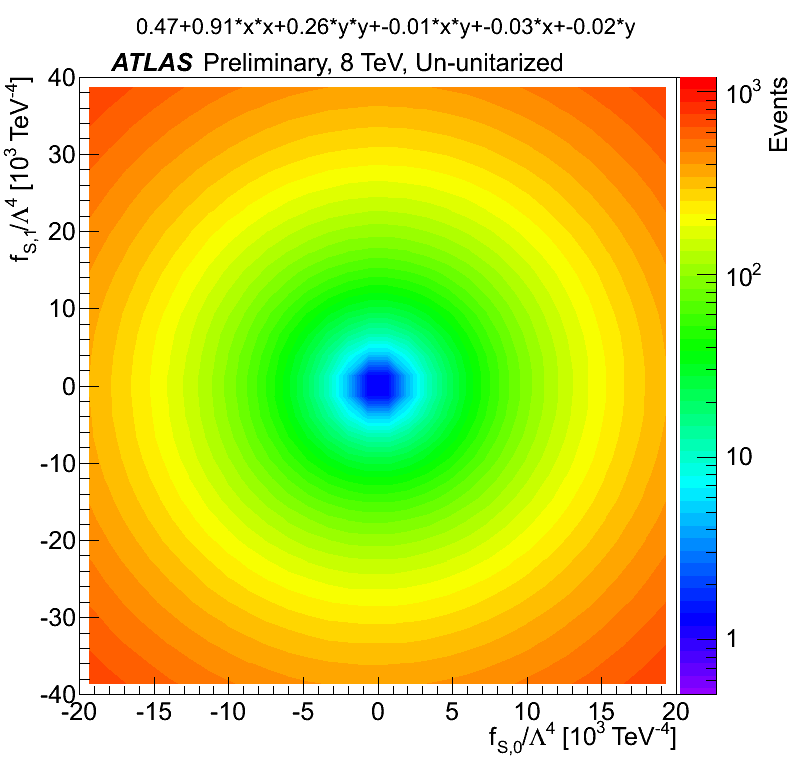 0.47+0.91*x*x+0.26*y*y+-0.01*x*y+-0.03*x+-0.02*y
ATLAS Preliminary, 8 TeV, Un-unitarized
f_{S,1}/Λ^4 [10^3 TeV^{-4}]
40
30
20
10
0
-10
-20
-30
-40
-20 -15 -10 -5 0 5 10 15 20
f_{S,0}/Λ^4 [10^3 TeV^{-4}]
10^3
10^2
10
1
Events